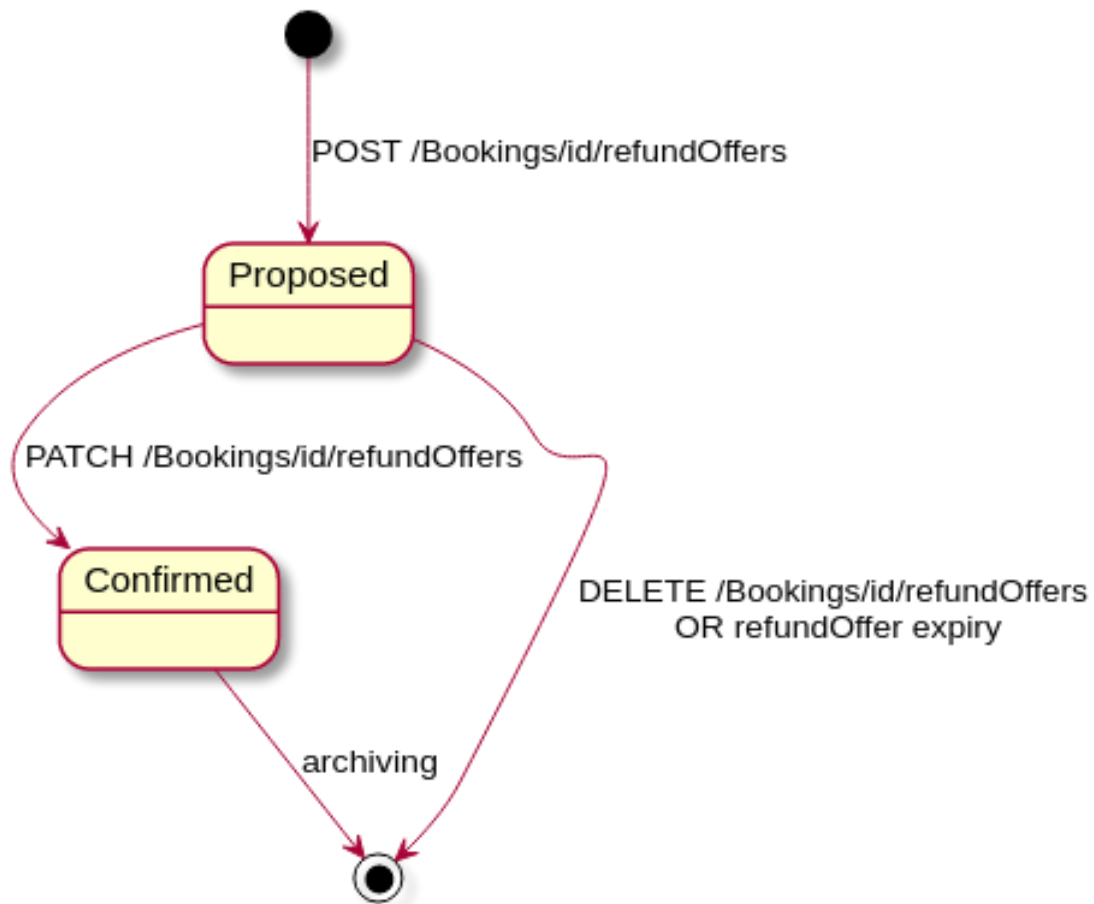 POST /Bookings/id/refundOffers
Proposed
PATCH /Bookings/id/refundOffers
Confirmed
DELETE /Bookings/id/refundOffers
OR refundOffer expiry
archiving